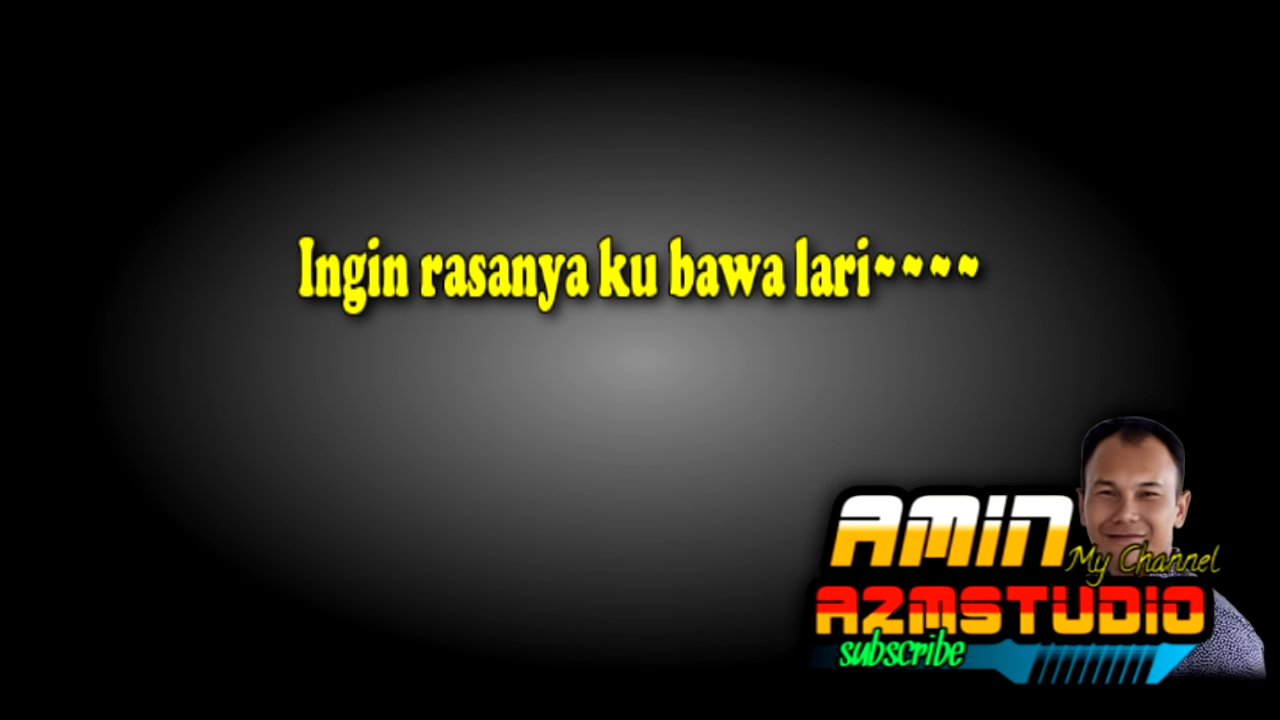 Ingin rasanya ku bawa lari~~~~
AMIN
My Channel
AZMSTUDIO
subscribe